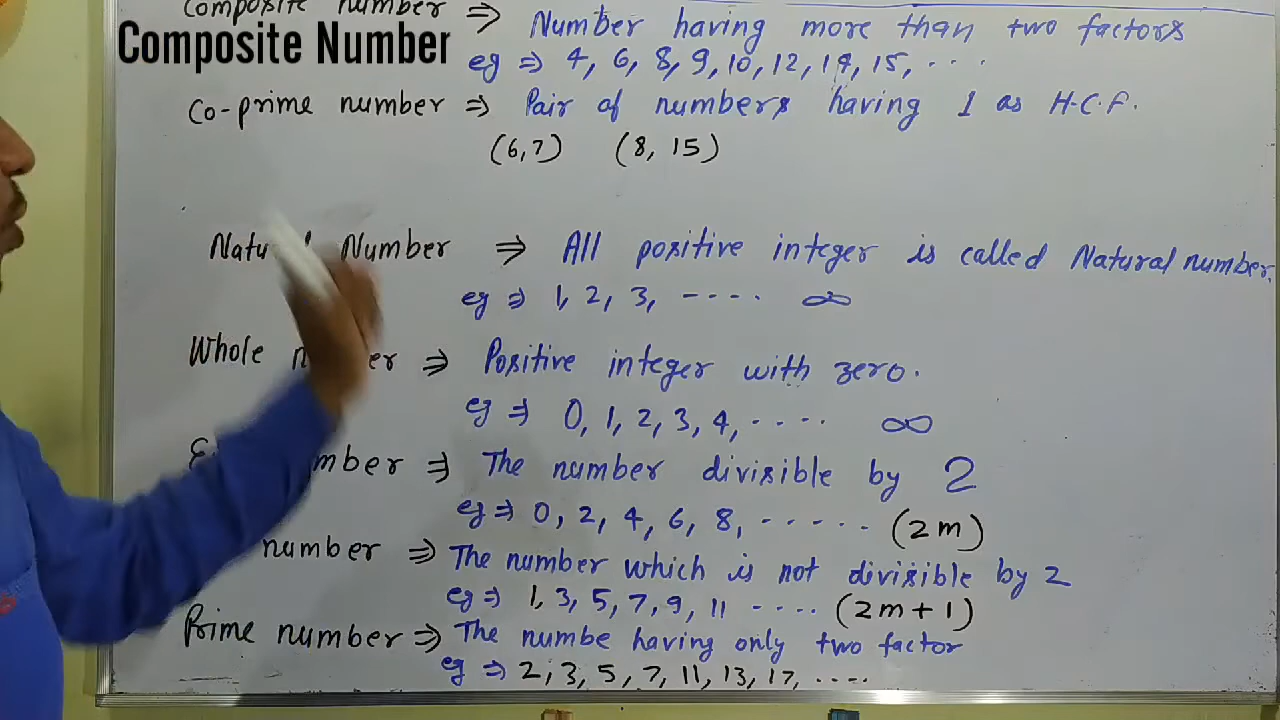 Composite number ⇒ Number having more than two factors
Composite Number
eg ⇒ 4, 6, 8, 9, 10, 12, 14, 15, . . .
Co-prime number ⇒ Pair of numbers having 1 as H.C.F.
(6,7) (8, 15)
Number ⇒ All positive integer is called Natural number.
eg ⇒ 1, 2, 3, ---- . ∞
Whole ⇒ Positive integer with zero.
eg ⇒ 0, 1, 2, 3, 4, - - - - ∞
⇒ The number divisible by 2
eg ⇒ 0, 2, 4, 6, 8, - - - - - - (2m)
number ⇒ The number which is not divisible by 2
eg ⇒ 1, 3, 5, 7, 9, 11 - - - - (2m+1)
Prime number ⇒ The numbe having only two factor
eg ⇒ 2, 3, 5, 7, 11, 13, 17, - - - -